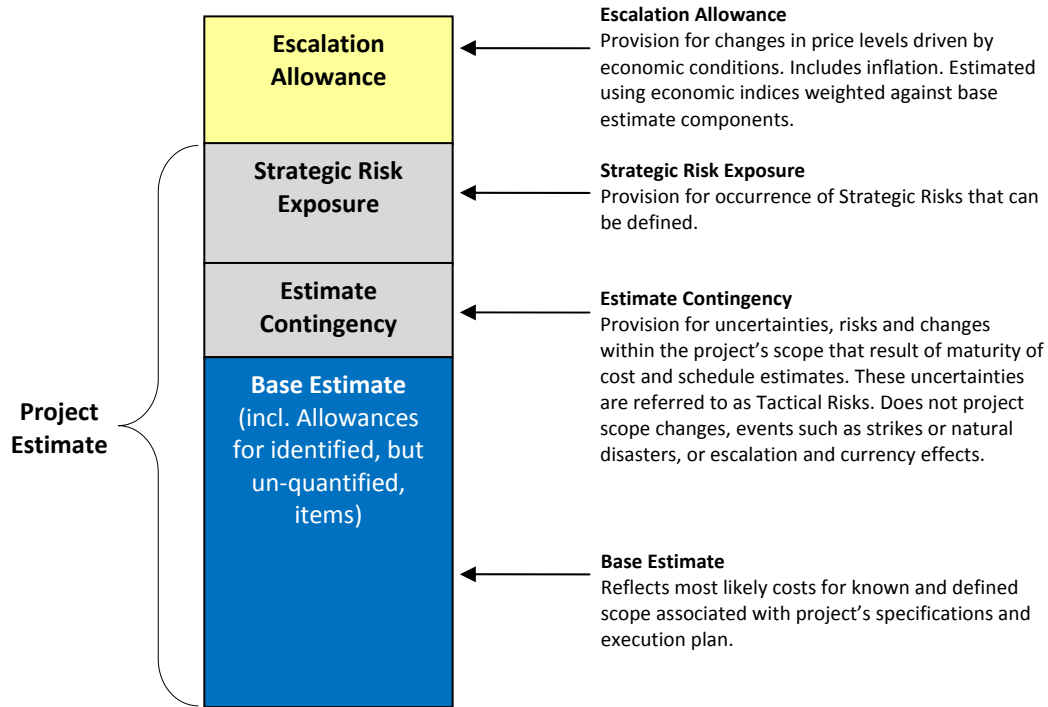 Escalation
Allowance
Strategic Risk
Exposure
Estimate
Contingency
Base Estimate
(incl. Allowances
for identified, but
un-quantified,
items)
Project
Estimate
Escalation Allowance
Provision for changes in price levels driven by
economic conditions. Includes inflation. Estimated
using economic indices weighted against base
estimate components.
Strategic Risk Exposure
Provision for occurrence of Strategic Risks that can
be defined.
Estimate Contingency
Provision for uncertainties, risks and changes
within the project’s scope that result of maturity of
cost and schedule estimates. These uncertainties
are referred to as Tactical Risks. Does not project
scope changes, events such as strikes or natural
disasters, or escalation and currency effects.
Base Estimate
Reflects most likely costs for known and defined
scope associated with project’s specifications and
execution plan.